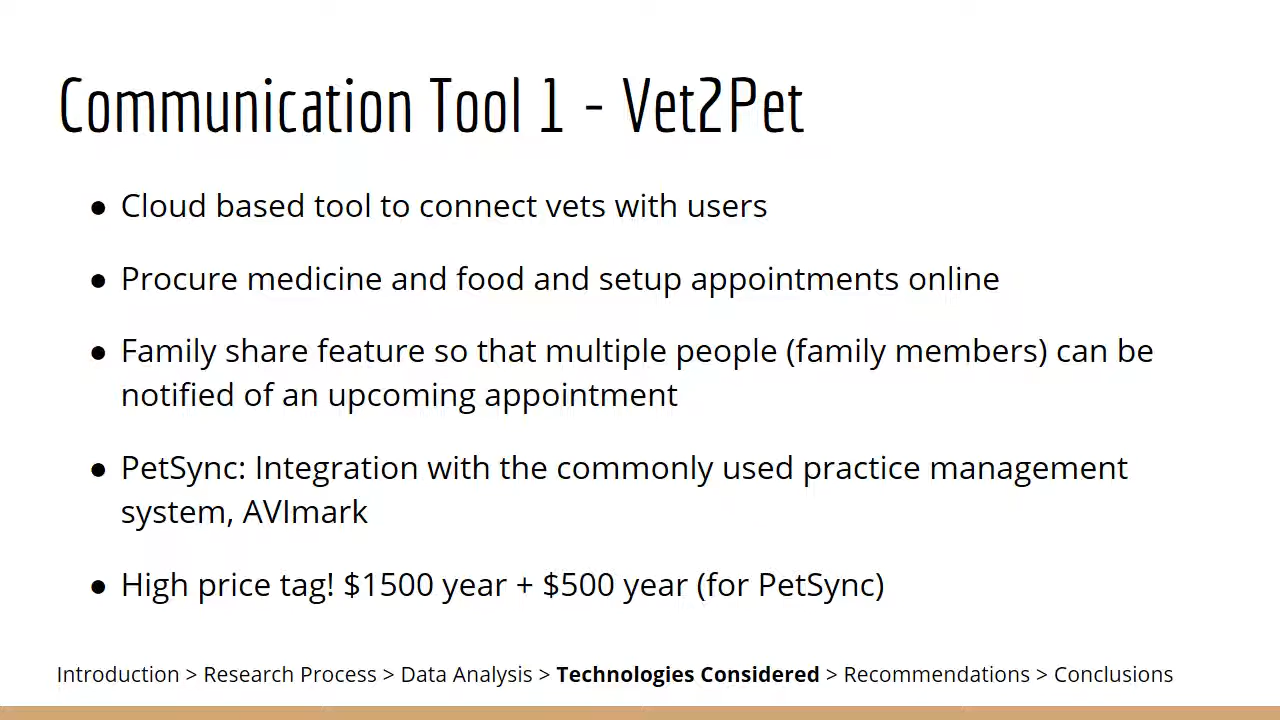 Communication Tool 1 - Vet2Pet
● Cloud based tool to connect vets with users
● Procure medicine and food and setup appointments online
● Family share feature so that multiple people (family members) can be
notified of an upcoming appointment
● PetSync: Integration with the commonly used practice management
system, AVImark
● High price tag! $1500 year + $500 year (for PetSync)
Introduction > Research Process > Data Analysis > Technologies Considered > Recommendations > Conclusions